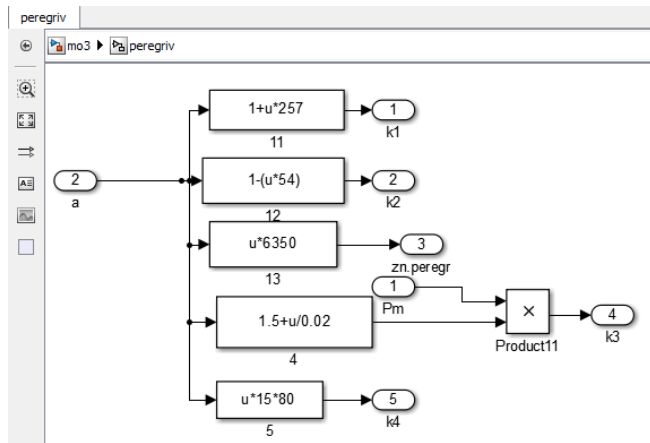 peregriv
mo3 peregriv
1+u*257
1
11
k1
2
1-(u*54)
2
a
12
k2
u*6350
3
13
zn.peregr
1
Pm
1.5+u/0.02
×
4
4
Product11
k3
u*15*80
5
5
k4